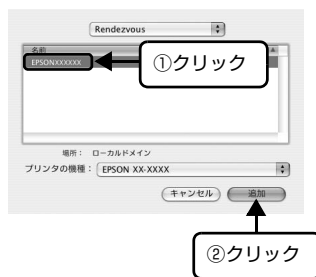 Rendezvous
名前
EPSONXXXXXX
①クリック
場所： ローカルドメイン
プリンタの機種： EPSON XX-XXXX
キャンセル 追加
②クリック